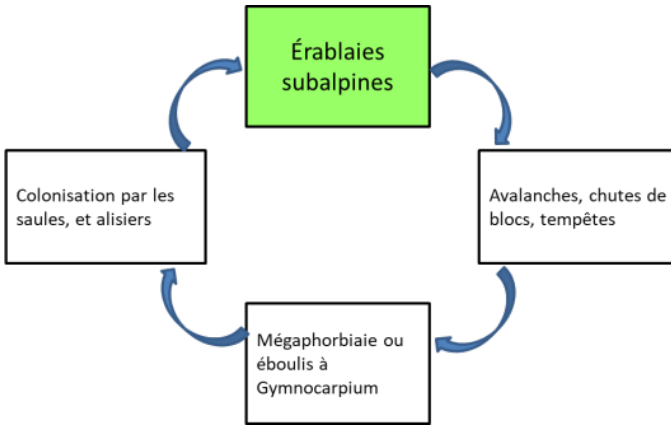 Érablaies
subalpines
Colonisation par les
saules, et alisiers
Avalanches, chutes de
blocs, tempêtes
Mégaphorbiaie ou
éboulis à
Gymnocarpium